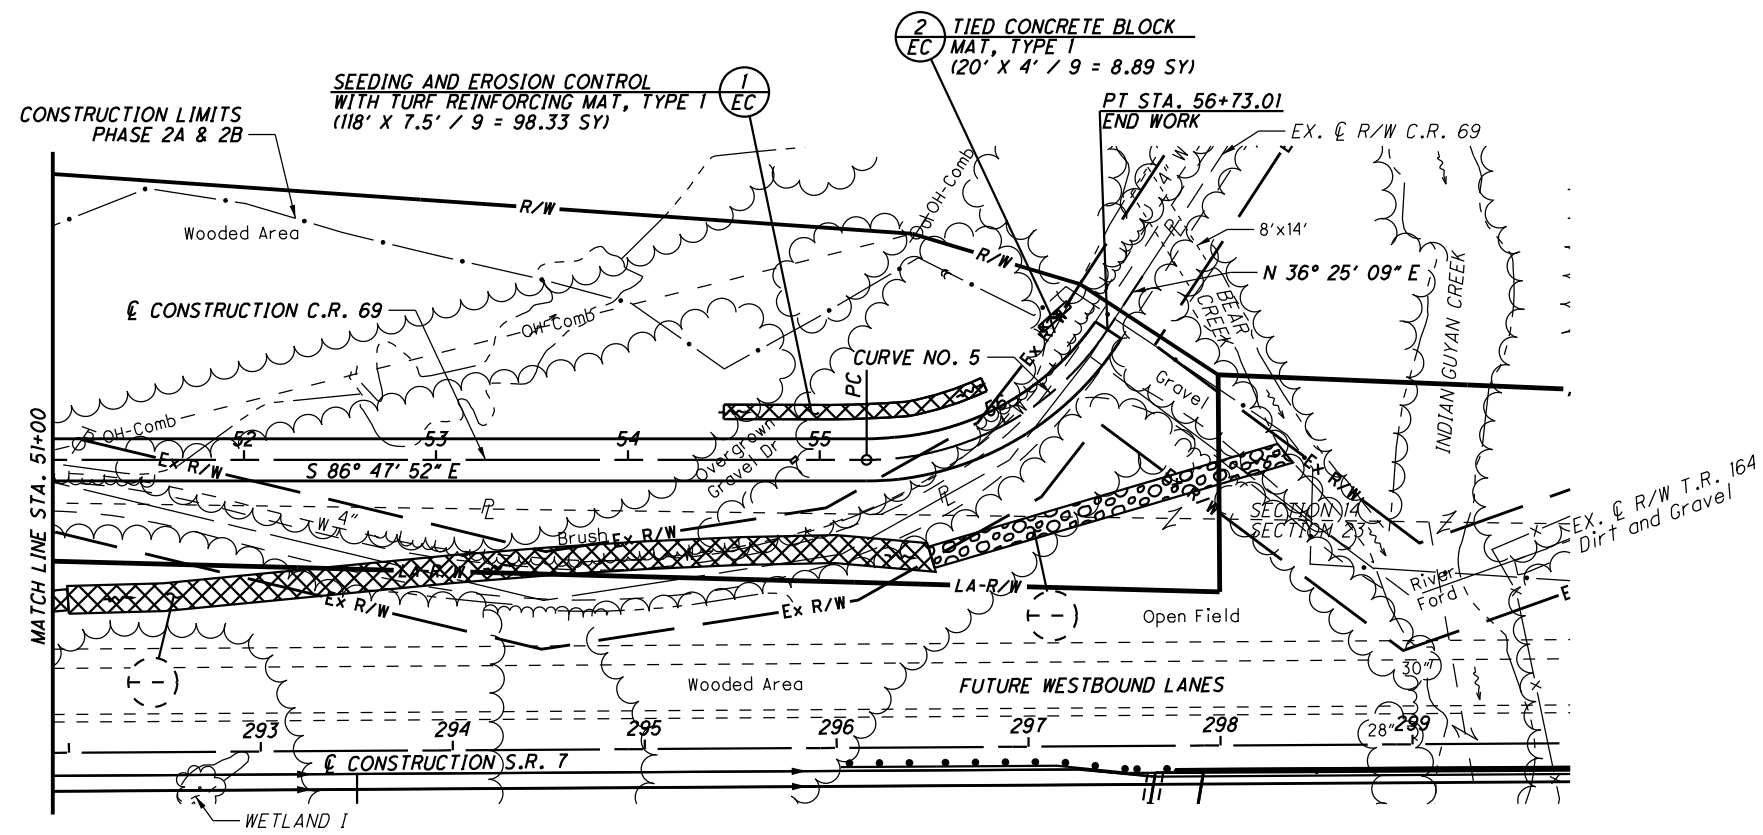 2
EC
TIED CONCRETE BLOCK
MAT, TYPE 1
(20' X 4' / 9 = 8.89 SY)
SEEDING AND EROSION CONTROL
WITH TURF REINFORCING MAT, TYPE 1
(118' X 7.5' / 9 = 98.33 SY)
1
EC
PT STA. 56+73.01
END WORK
CONSTRUCTION LIMITS
PHASE 2A & 2B
EX. ℄ R/W C.R. 69
4" W
OH-Comb
R/W
Wooded Area
8'x14'
R/W
N 36° 25' 09" E
BEAR
CREEK
INDIAN GUYAN CREEK
℄ CONSTRUCTION C.R. 69
OH-Comb
Ex R/W
CURVE NO. 5
PC
Gravel
56
MATCH LINE STA. 51+00
OH-Comb
52
53
54
55
Overgrown
Gravel Dr
Ex R/W
S 86° 47' 52" E
Ex R/W
Ex R/W
SECTION 14
SECTION 23
EX. ℄ R/W T.R. 164
Dirt and Gravel
W 4"
Brush
Ex R/W
LA-R/W
LA-R/W
River
Ford
Ex R/W
Ex R/W
Open Field
E
30"
Wooded Area
FUTURE WESTBOUND LANES
293
294
295
296
297
298
28"
299
℄ CONSTRUCTION S.R. 7
WETLAND I